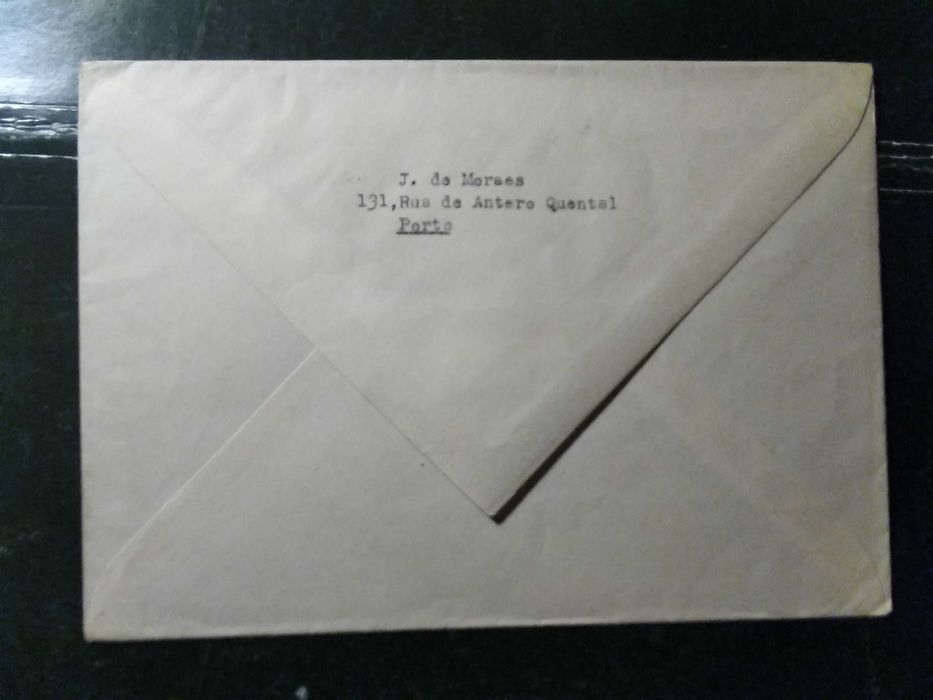 J. de Moraes
131,Rua de Antero Quental
Porto